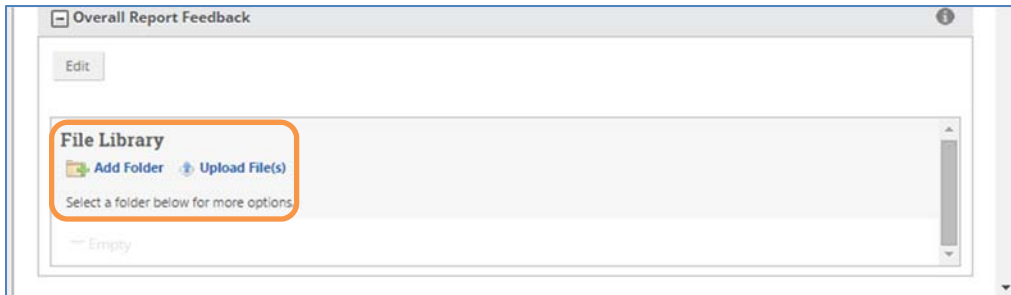 Overall Report Feedback
Edit
File Library
Add Folder Upload File(s)
Select a folder below for more options.
Empty